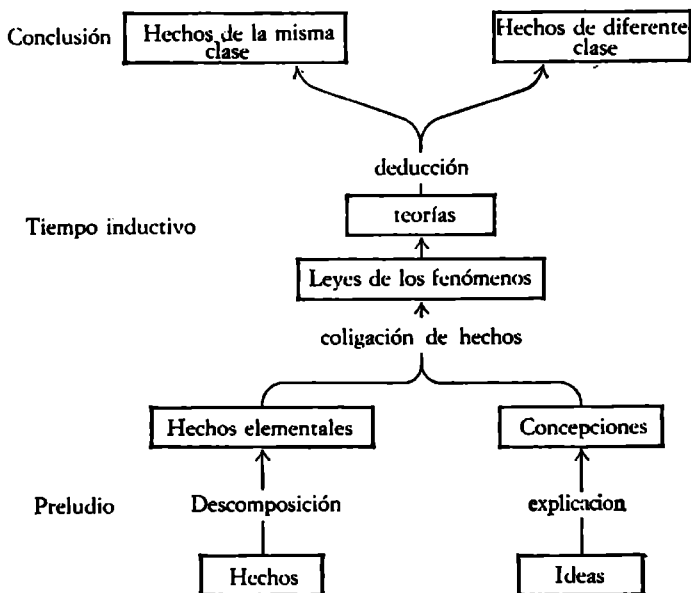 Conclusión
Hechos de la misma
clase
Hechos de diferente
clase
deducción
teorías
Tiempo inductivo
Leyes de los fenómenos
coligación de hechos
Hechos elementales
Concepciones
Preludio
Descomposición
explicacion
Hechos
Ideas